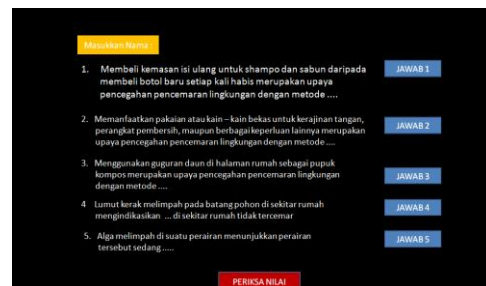 Masukkan Nama :
1. Membeli kemasan isi ulang untuk shampo dan sabun daripada
membeli botol baru setiap kali habis merupakan upaya
pencegahan pencemaran lingkungan dengan metode ....
JAWAB 1
2. Memanfaatkan pakaian atau kain – kain bekas untuk kerajinan tangan,
perangkat pembersih, maupun berbagai keperluan lainnya merupakan
upaya pencegahan pencemaran lingkungan dengan metode ....
JAWAB 2
3. Menggunakan guguran daun di halaman rumah sebagai pupuk
kompos merupakan upaya pencegahan pencemaran lingkungan
dengan metode ....
JAWAB 3
4 Lumut kerak melimpah pada batang pohon di sekitar rumah
mengindikasikan ... di sekitar rumah tidak tercemar
JAWAB 4
5. Alga melimpah di suatu perairan menunjukkan perairan
tersebut sedang .....
JAWAB 5
PERIKSA NILAI